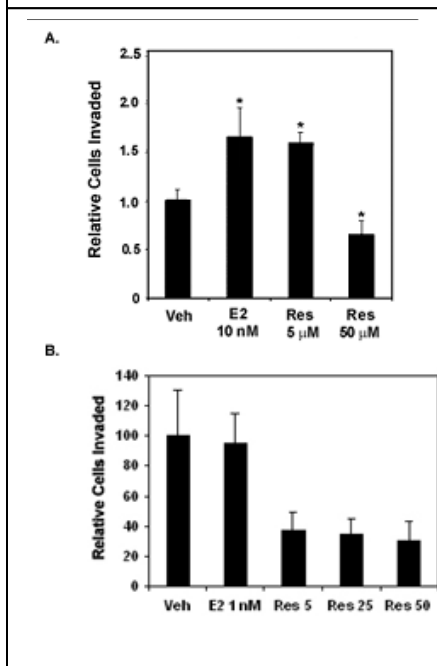 A.
2.5
2.0
1.5
1.0
0.5
0
Relative Cells Invaded
*
*
*
Veh E2 Res Res
10 nM 5 µM 50 µM
B.
140
120
100
80
60
40
20
0
Relative Cells Invaded
Veh E2 1 nM Res 5 Res 25 Res 50